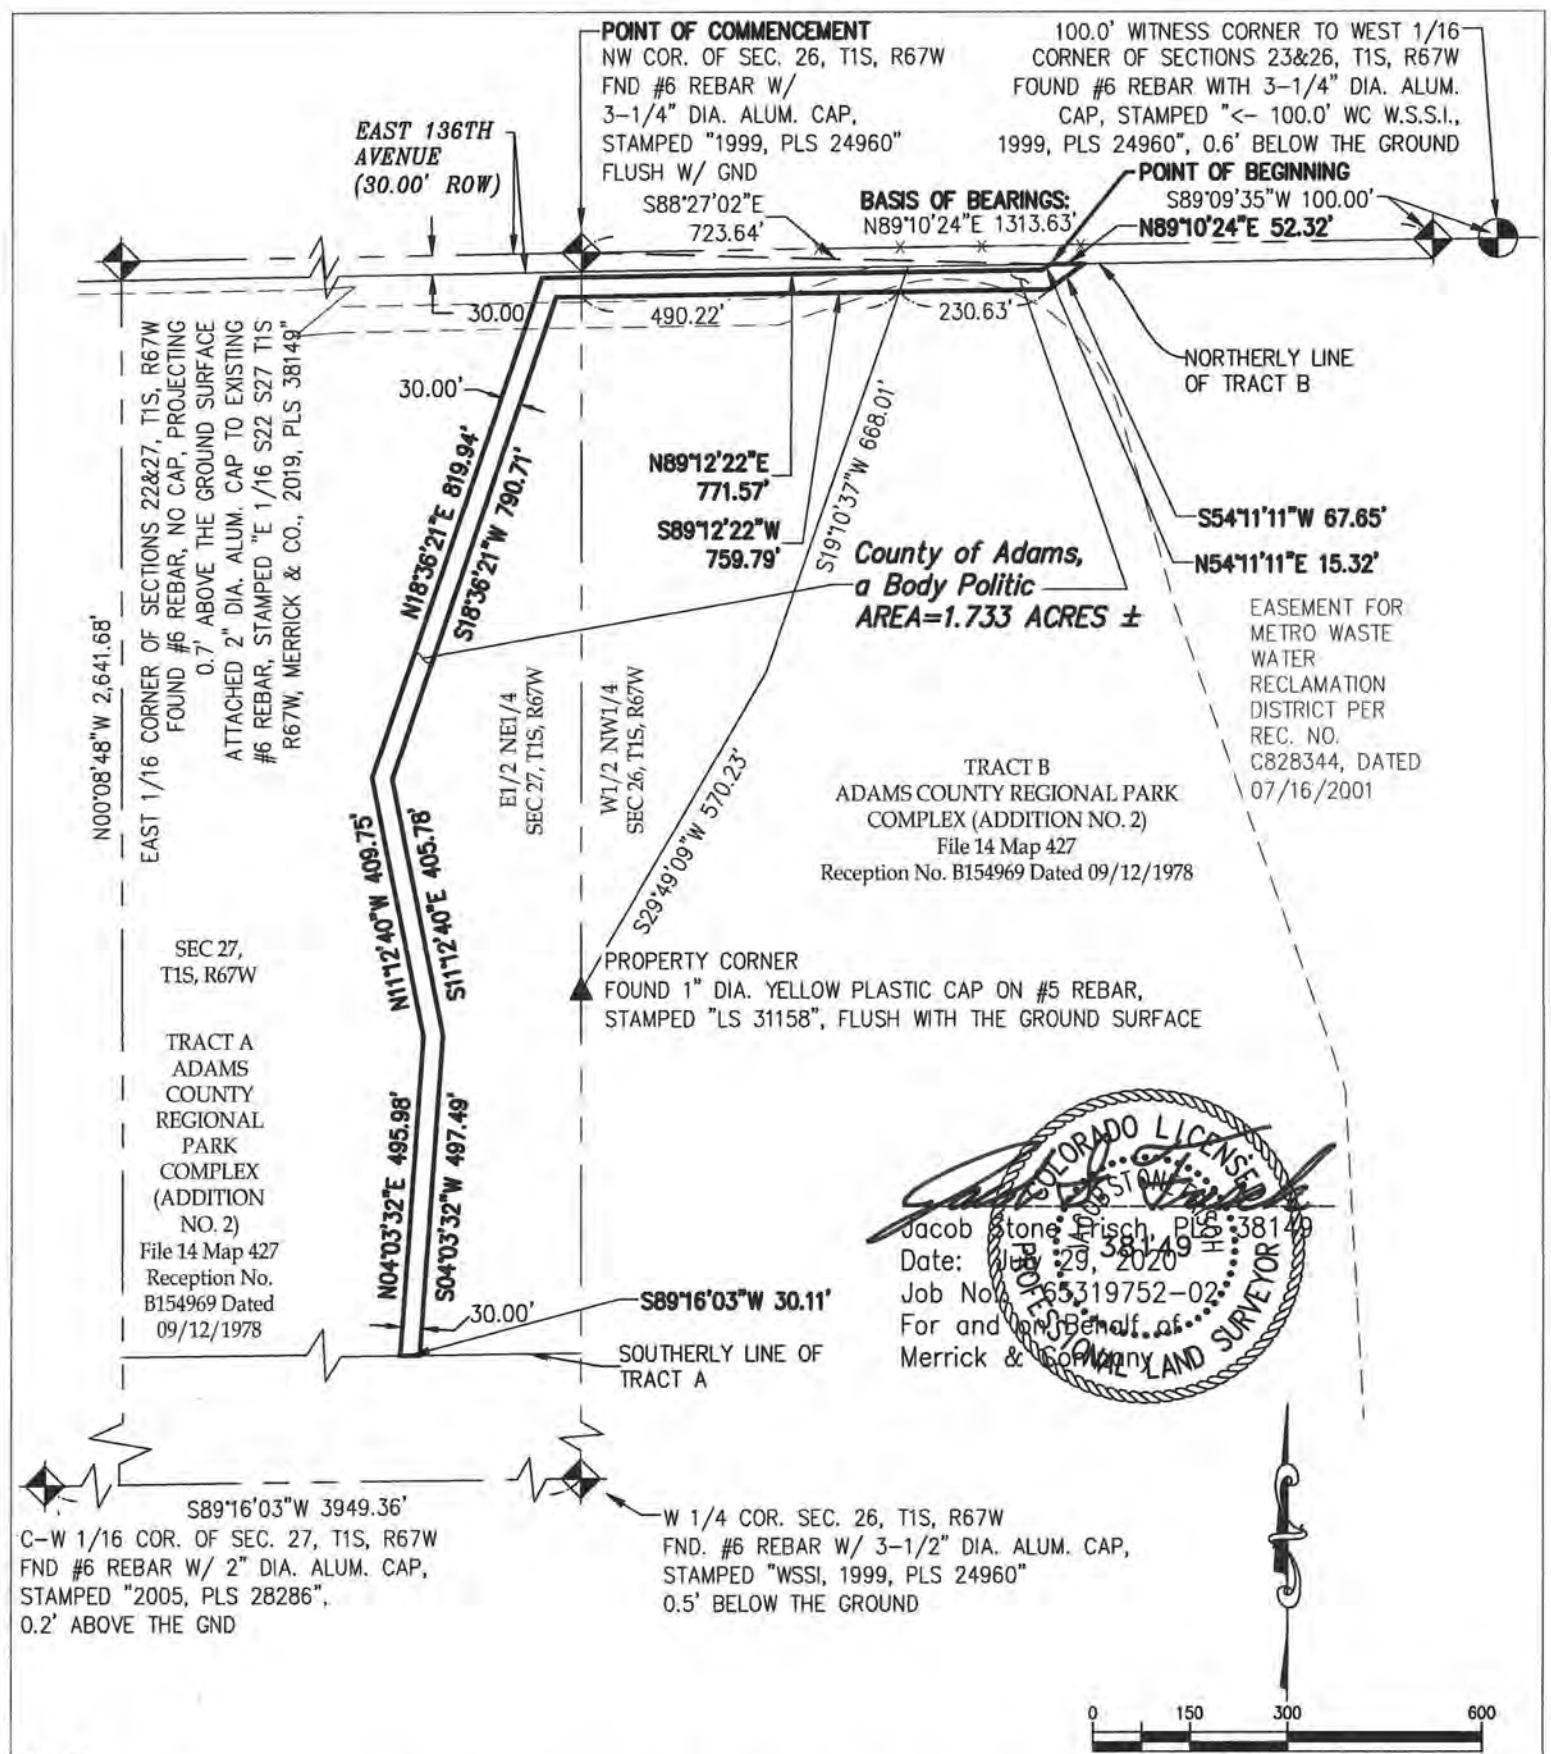 POINT OF COMMENCEMENT
NW COR. OF SEC. 26, T1S, R67W
FND #6 REBAR W/
3-1/4" DIA. ALUM. CAP,
STAMPED "1999, PLS 24960"
FLUSH W/ GND
100.0' WITNESS CORNER TO WEST 1/16
CORNER OF SECTIONS 23&26, T1S, R67W
FOUND #6 REBAR WITH 3-1/4" DIA. ALUM.
CAP, STAMPED "<- 100.0' WC W.S.S.I.,
1999, PLS 24960", 0.6' BELOW THE GROUND
EAST 136TH
AVENUE
(30.00' ROW)
POINT OF BEGINNING
S89°09'35"W 100.00'
N89°10'24"E 52.32'
S88°27'02"E
723.64'
BASIS OF BEARINGS:
N89°10'24"E 1313.63'
30.00'
490.22'
230.63'
NORTHERLY LINE
OF TRACT B
30.00'
N00°08'48"W 2,641.68'
EAST 1/16 CORNER OF SECTIONS 22&27, T1S, R67W
FOUND #6 REBAR, NO CAP, PROJECTING
0.7' ABOVE THE GROUND SURFACE
ATTACHED 2" DIA. ALUM. CAP TO EXISTING
#6 REBAR, STAMPED "E 1/16 S22 S27 T1S
R67W, MERRICK & CO., 2019, PLS 38149"
N18°36'21"E 819.94'
S18°36'21"W 790.71'
N89°12'22"E
771.57'
S89°12'22"W
759.79'
S19°10'37"W 668.01'
S54°11'11"W 67.65'
N54°11'11"E 15.32'
County of Adams,
a Body Politic
AREA=1.733 ACRES ±
EASEMENT FOR
METRO WASTE
WATER
RECLAMATION
DISTRICT PER
REC. NO.
C828344, DATED
07/16/2001
E1/2 NE1/4
SEC 27, T1S, R67W
W1/2 NW1/4
SEC 26, T1S, R67W
S29°49'09"W 570.23'
TRACT B
ADAMS COUNTY REGIONAL PARK
COMPLEX (ADDITION NO. 2)
File 14 Map 427
Reception No. B154969 Dated 09/12/1978
N11°12'40"W 409.75'
S11°12'40"E 405.78'
PROPERTY CORNER
FOUND 1" DIA. YELLOW PLASTIC CAP ON #5 REBAR,
STAMPED "LS 31158", FLUSH WITH THE GROUND SURFACE
SEC 27,
T1S, R67W
TRACT A
ADAMS
COUNTY
REGIONAL
PARK
COMPLEX
(ADDITION
NO. 2)
File 14 Map 427
Reception No.
B154969 Dated
09/12/1978
N04°03'32"E 495.98'
S04°03'32"W 497.49'
30.00'
S89°16'03"W 30.11'
SOUTHERLY LINE OF
TRACT A
COLORADO LICENSED
PROFESSIONAL LAND SURVEYOR
38149
Jacob Stone Frisch, PLS 38149
Date: July 29, 2020
Job No. 65319752-02
For and on Behalf of
Merrick & Company
S89°16'03"W 3949.36'
C-W 1/16 COR. OF SEC. 27, T1S, R67W
FND #6 REBAR W/ 2" DIA. ALUM. CAP,
STAMPED "2005, PLS 28286",
0.2' ABOVE THE GND
W 1/4 COR. SEC. 26, T1S, R67W
FND. #6 REBAR W/ 3-1/2" DIA. ALUM. CAP,
STAMPED "WSSI, 1999, PLS 24960"
0.5' BELOW THE GROUND
0 150 300 600